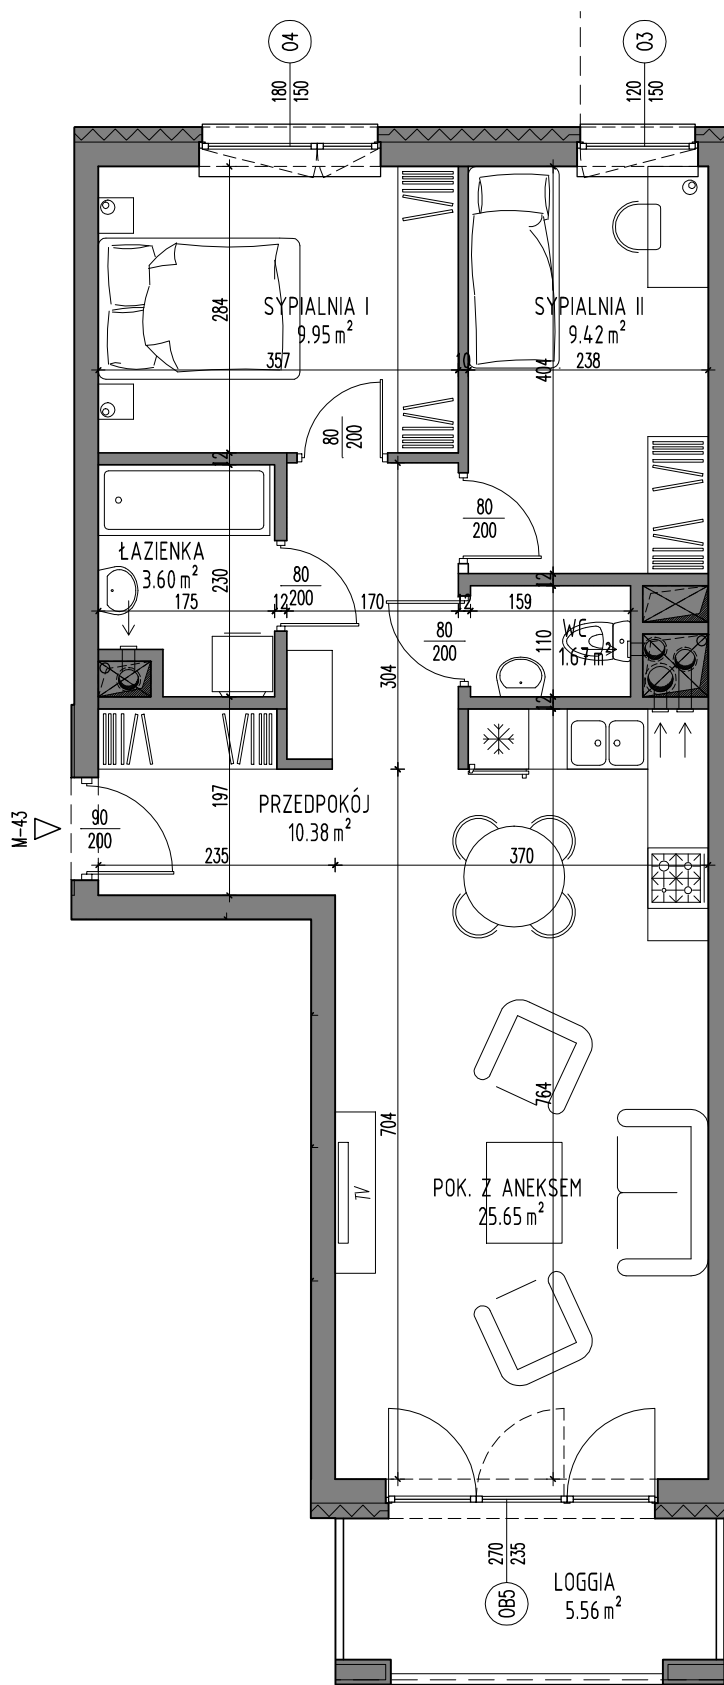 04
03
180
150
120
150
284
SYPIALNIA I
9.95 m²
SYPIALNIA II
9.42 m²
357
10
404
238
80
200
12
80
200
ŁAZIENKA
3.60 m²
230
80
200
175
12
170
12
159
12
80
200
110
WC
1.67 m²
304
12
M-43
90
200
197
PRZEDPOKÓJ
10.38 m²
235
370
704
764
TV
POK. Z ANEKSEM
25.65 m²
270
235
OB5
LOGGIA
5.56 m²